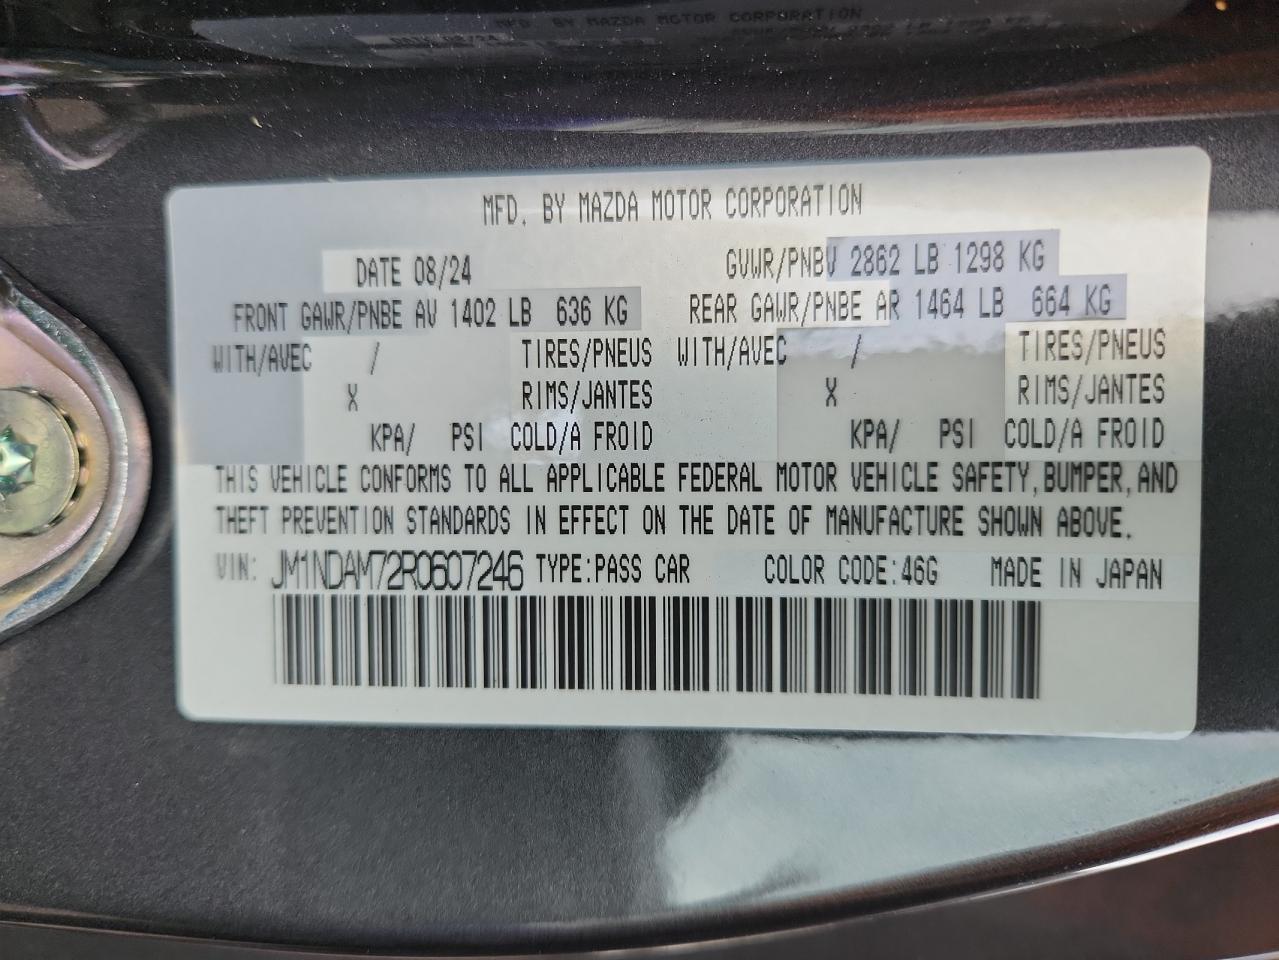 MFD. BY MAZDA MOTOR CORPORATION
DATE 08/24 GVWR/PNBV 2862 LB 1298 KG
FRONT GAWR/PNBE AV 1402 LB 636 KG REAR GAWR/PNBE AR 1464 LB 664 KG
WITH/AVEC / TIRES/PNEUS WITH/AVEC / TIRES/PNEUS
X RIMS/JANTES X RIMS/JANTES
KPA/ PSI COLD/A FROID KPA/ PSI COLD/A FROID
THIS VEHICLE CONFORMS TO ALL APPLICABLE FEDERAL MOTOR VEHICLE SAFETY, BUMPER, AND
THEFT PREVENTION STANDARDS IN EFFECT ON THE DATE OF MANUFACTURE SHOWN ABOVE.
VIN: JM1NDAM72R0607246 TYPE:PASS CAR COLOR CODE:46G MADE IN JAPAN